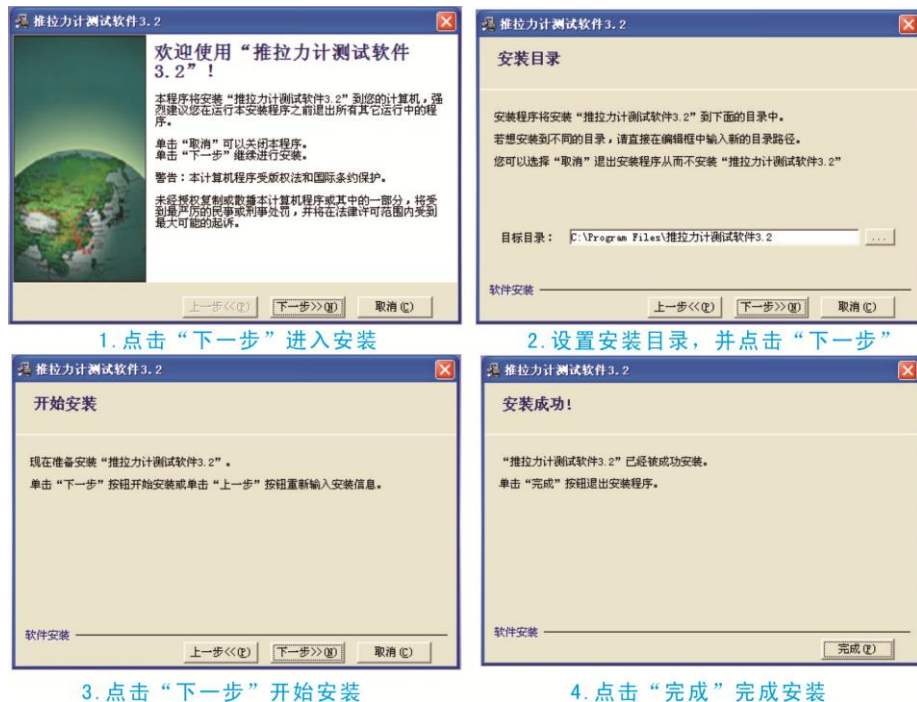 推拉力计测试软件3.2
欢迎使用“推拉力计测试软件
3.2”!
本程序将安装“推拉力计测试软件3.2”到您的计算机，强
烈建议您在运行本安装程序之前退出所有其它运行中的程
序。
单击“取消”可以关闭本程序。
单击“下一步”继续进行安装。
警告：本计算机程序受版权法和国际条约保护。
未经授权复制或散播本计算机程序或其中的一部分，将受
到最严厉的民事或刑事处罚，并将在法律许可范围内受到
最大可能的起诉。
上一步<<(P) 下一步>>(N) 取消(C)
1.点击“下一步”进入安装
推拉力计测试软件3.2
安装目录
安装程序将安装“推拉力计测试软件3.2”到下面的目录中。
若想安装到不同的目录，请直接在编辑框中输入新的目录路径。
您可以选择“取消”退出安装程序从而不安装“推拉力计测试软件3.2”
目标目录： C:\Program Files\推拉力计测试软件3.2 ...
软件安装
上一步<<(P) 下一步>>(N) 取消(C)
2.设置安装目录，并点击“下一步”
推拉力计测试软件3.2
开始安装
现在准备安装“推拉力计测试软件3.2”。
单击“下一步”按钮开始安装或单击“上一步”按钮重新输入安装信息。
软件安装
上一步<<(P) 下一步>>(N) 取消(C)
3.点击“下一步”开始安装
推拉力计测试软件3.2
安装成功!
“推拉力计测试软件3.2”已经被成功安装。
单击“完成”按钮退出安装程序。
软件安装
完成(F)
4.点击“完成”完成安装